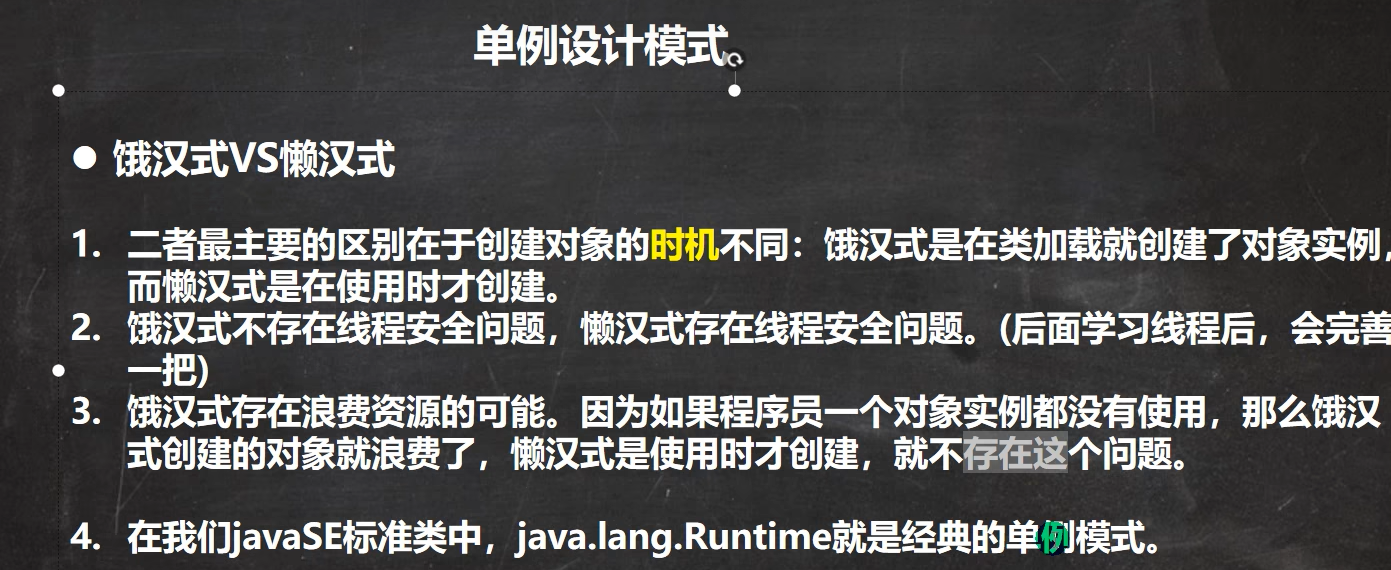 单例设计模式
● 饿汉式VS懒汉式
1. 二者最主要的区别在于创建对象的时机不同：饿汉式是在类加载就创建了对象实例，
而懒汉式是在使用时才创建。
2. 饿汉式不存在线程安全问题，懒汉式存在线程安全问题。(后面学习线程后，会完善
一把)
3. 饿汉式存在浪费资源的可能。因为如果程序员一个对象实例都没有使用，那么饿汉
式创建的对象就浪费了，懒汉式是使用时才创建，就不存在这个问题。
4. 在我们javaSE标准类中，java.lang.Runtime就是经典的单例模式。